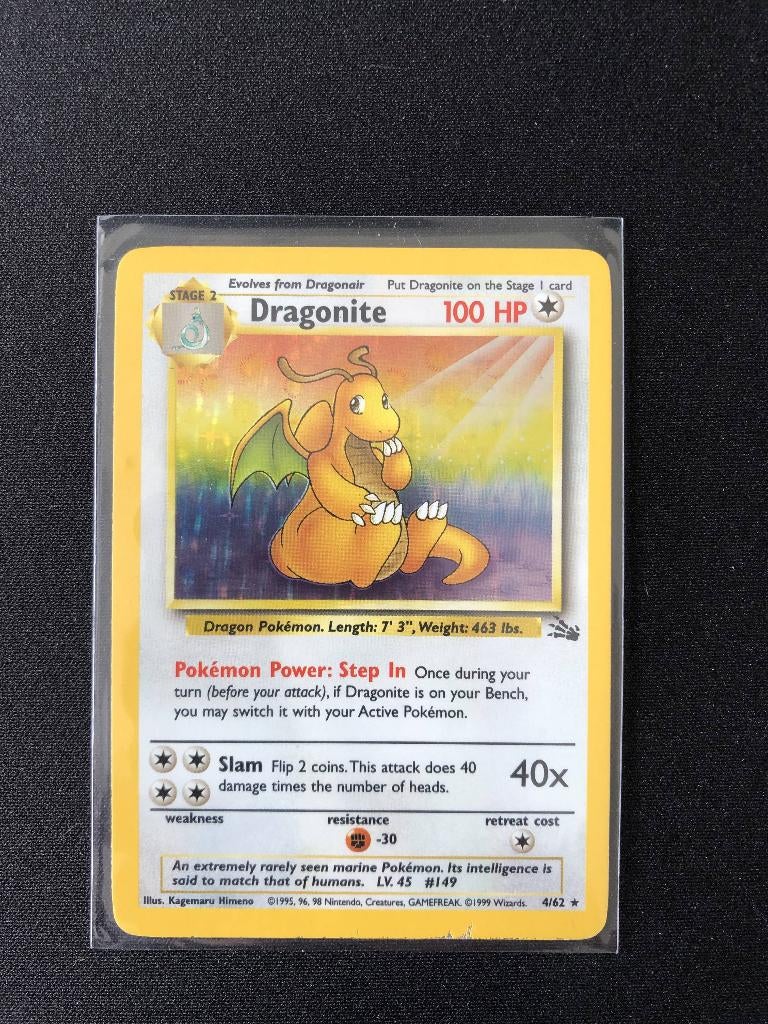 Evolves from Dragonair Put Dragonite on the Stage 1 card
STAGE 2
Dragonite 100 HP
Dragon Pokémon. Length: 7' 3", Weight: 463 lbs.
Pokémon Power: Step In Once during your
turn (before your attack), if Dragonite is on your Bench,
you may switch it with your Active Pokémon.
Slam Flip 2 coins. This attack does 40
damage times the number of heads.
40x
weakness resistance retreat cost
-30
An extremely rarely seen marine Pokémon. Its intelligence is
said to match that of humans. LV. 45 #149
Illus. Kagemaru Himeno ©1995, 96, 98 Nintendo, Creatures, GAMEFREAK. ©1999 Wizards. 4/62 ★